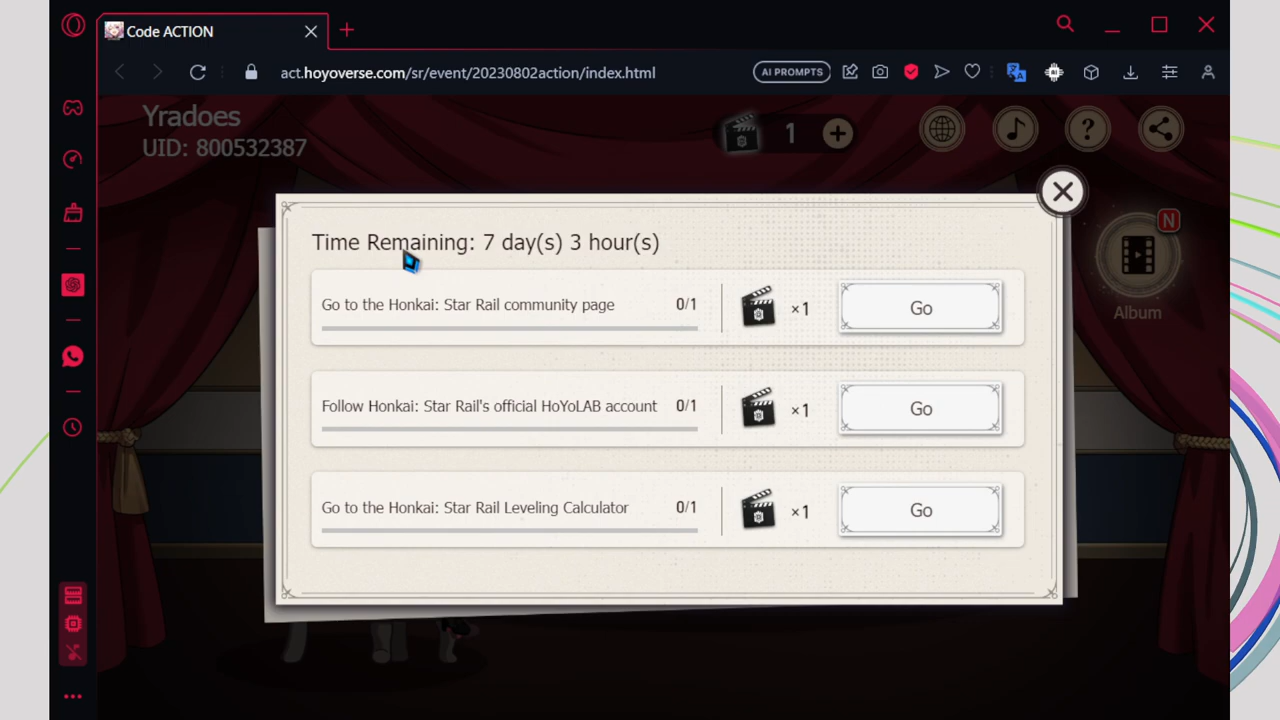 Code ACTION
act.hoyoverse.com/sr/event/20230802action/index.html
AI PROMPTS
Yradoes
UID: 800532387
1
Time Remaining: 7 day(s) 3 hour(s)
Go to the Honkai: Star Rail community page 0/1 ×1 Go
Follow Honkai: Star Rail's official HoYoLAB account 0/1 ×1 Go
Go to the Honkai: Star Rail Leveling Calculator 0/1 ×1 Go
N
Album